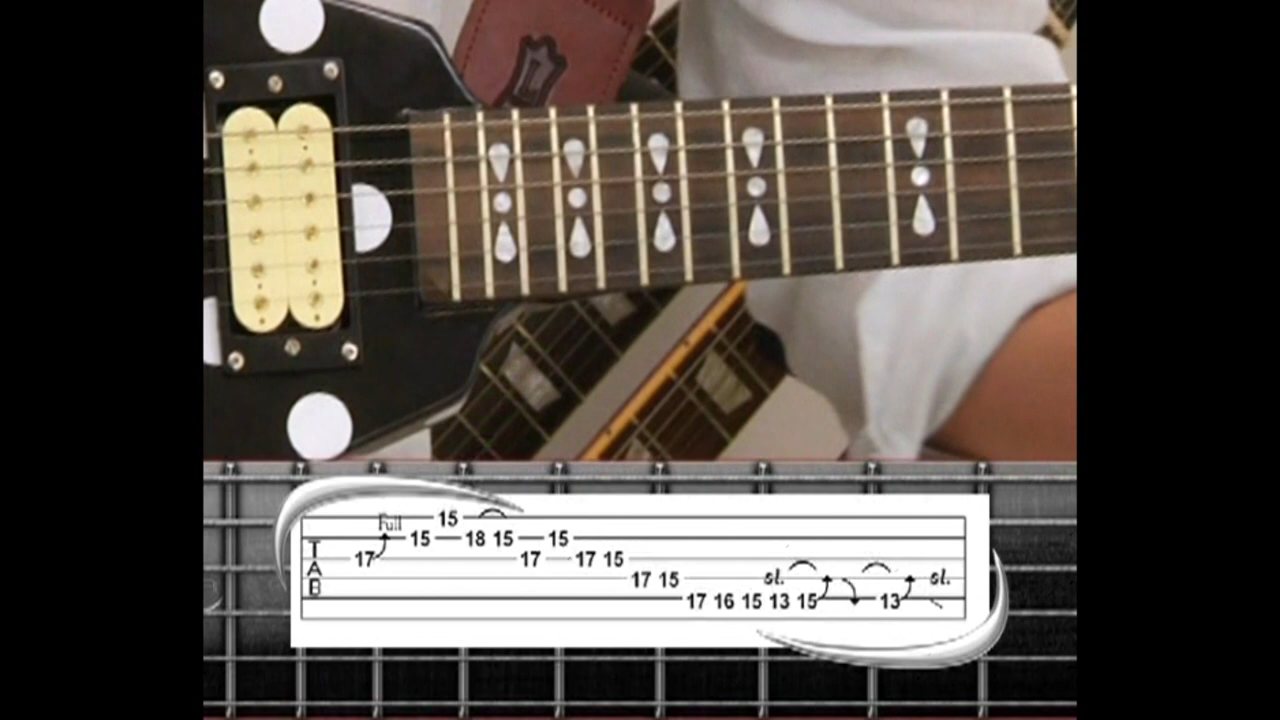 Full
15
15 18 15 15
T
17 17 17 15
A
17 15 sl. sl.
B
17 16 15 13 15 13